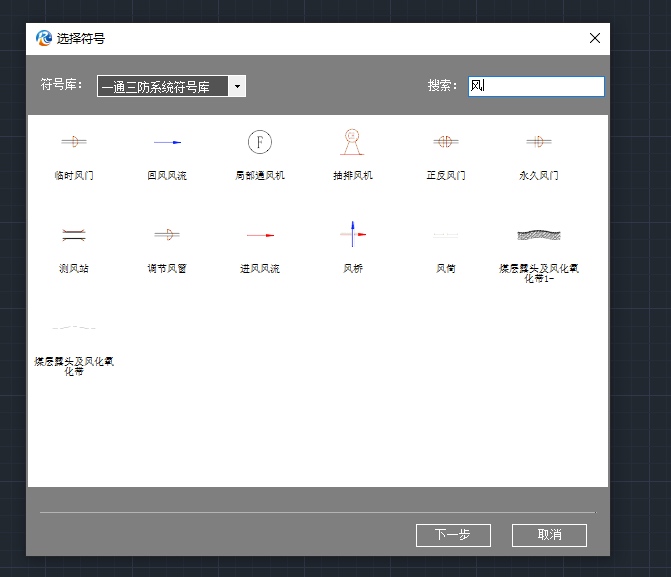 选择符号
符号库： 一通三防系统符号库 搜索： 风
F
临时风门 回风风流 局部通风机 抽排风机 正反风门 永久风门
测风站 调节风窗 进风风流 风桥 风筒 煤层露头及风化氧
化带1-
煤层露头及风化氧
化带
下一步 取消